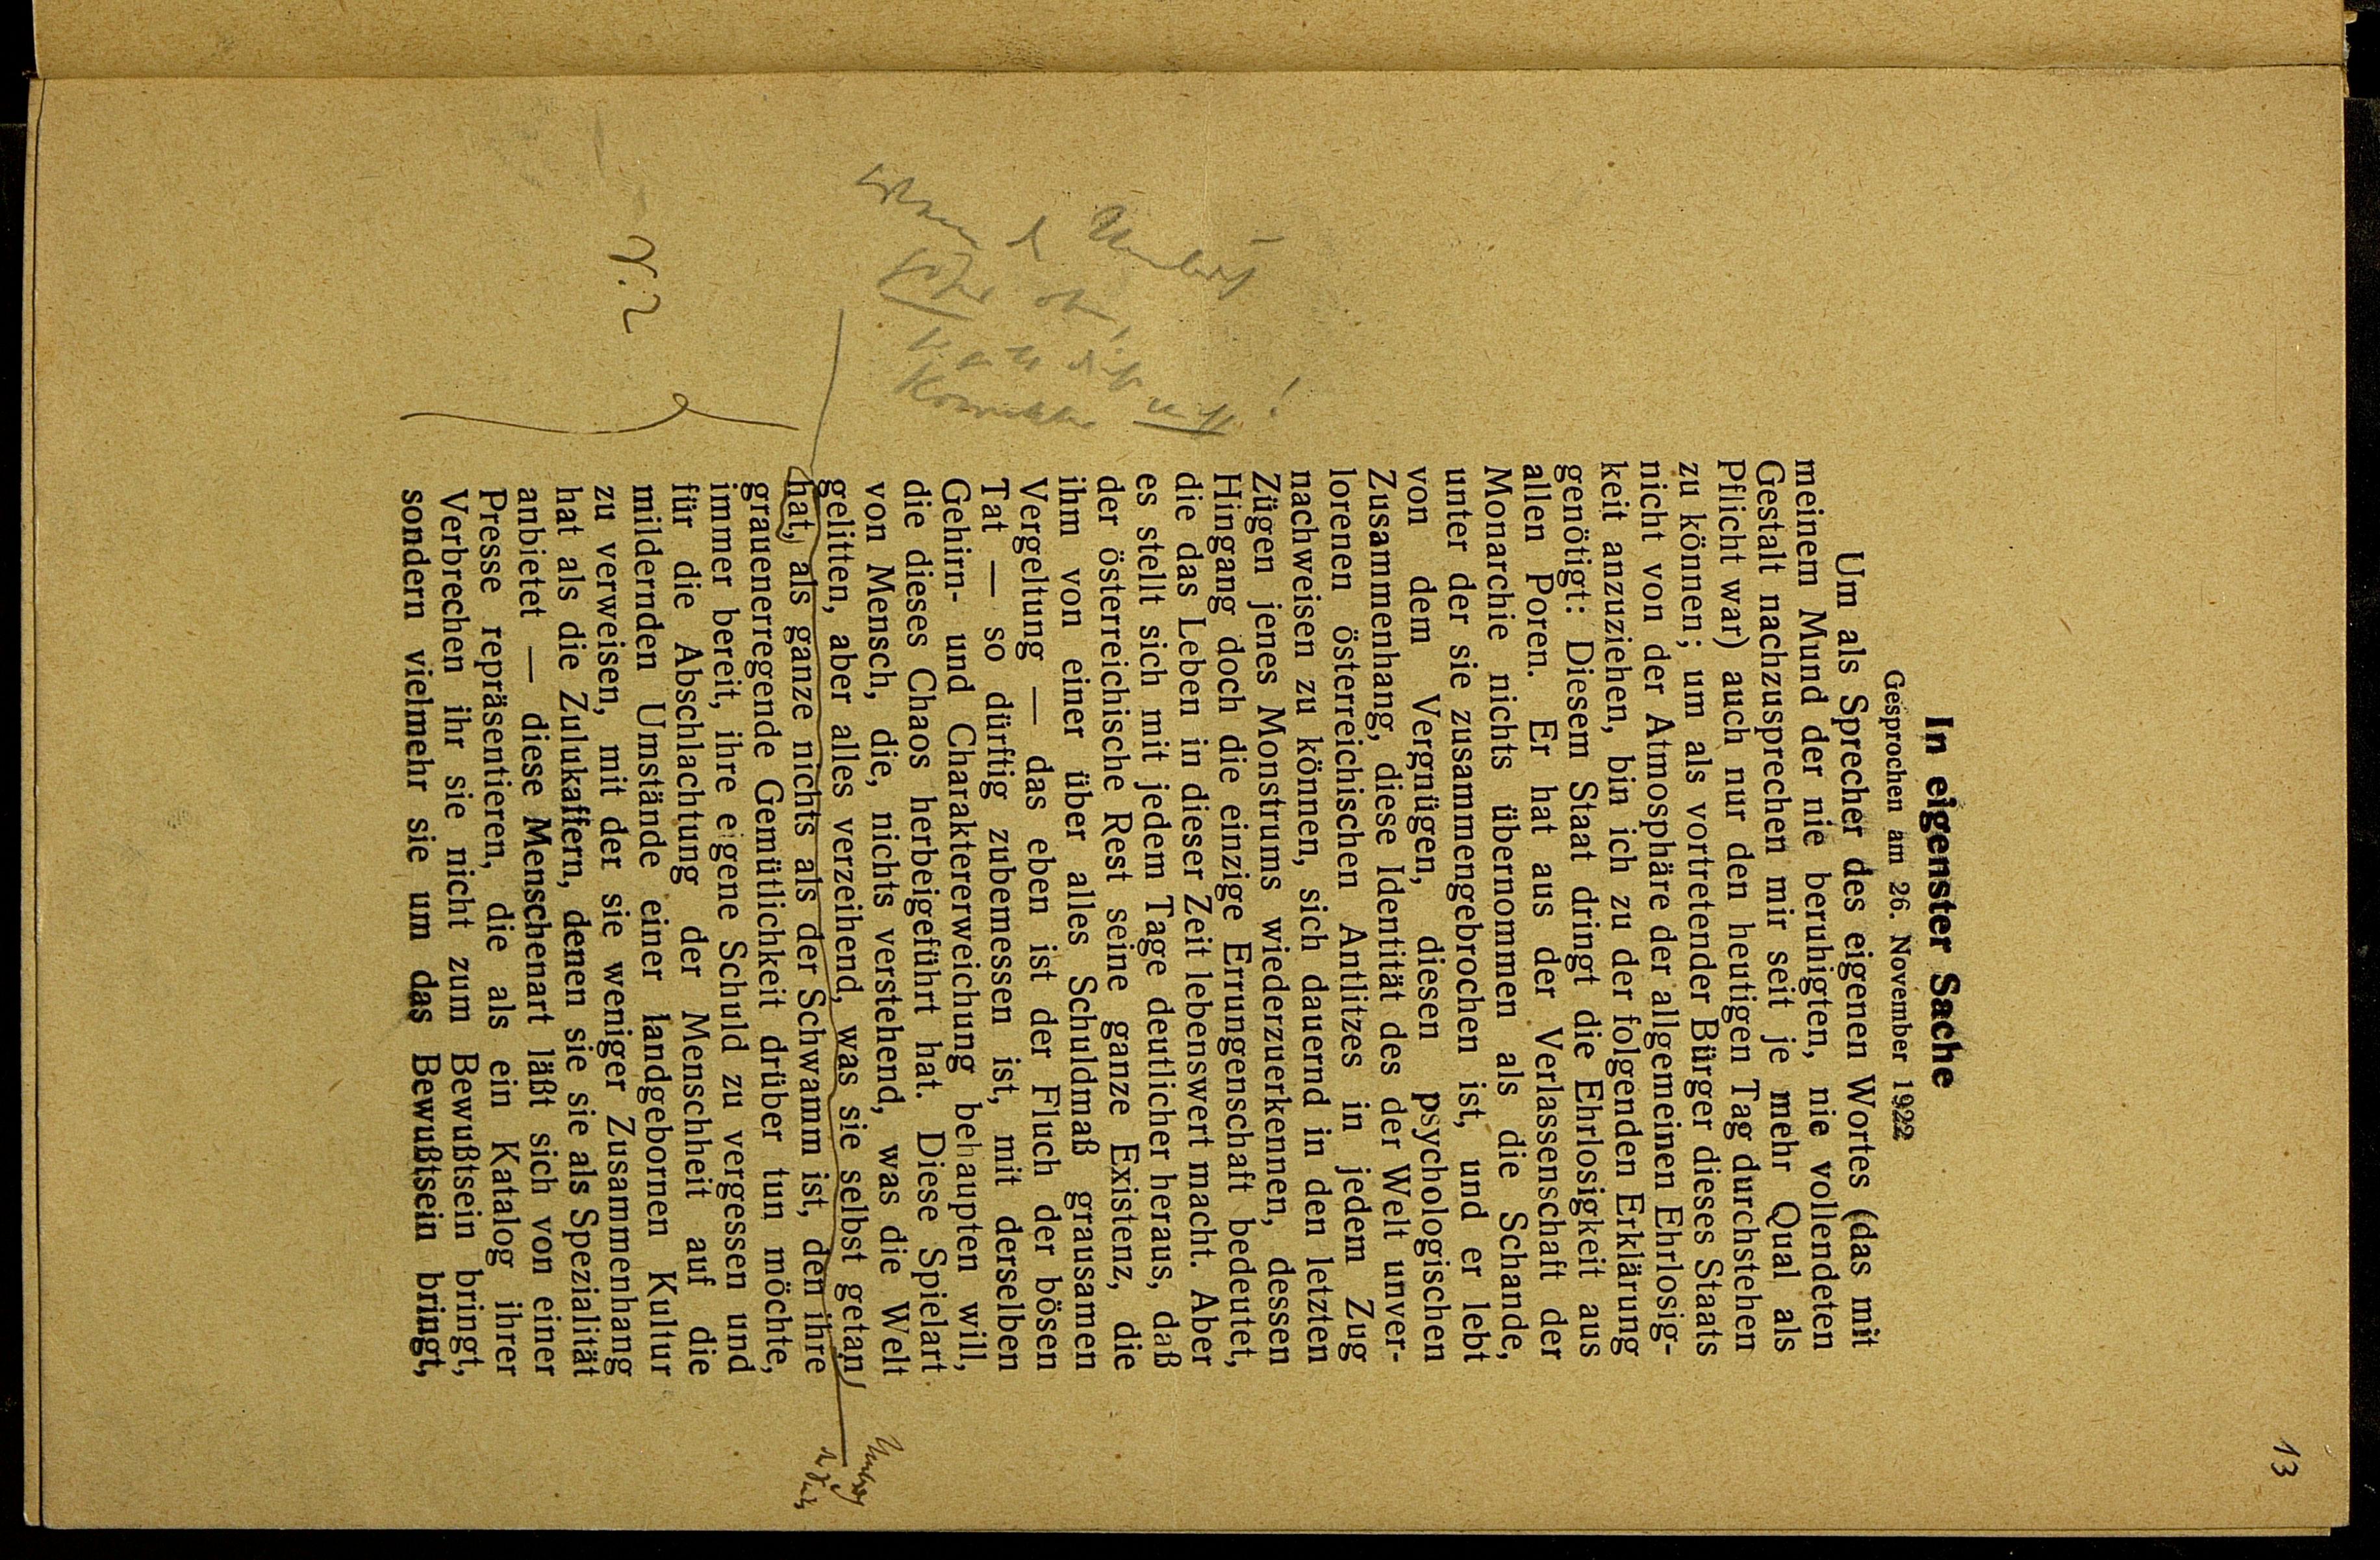 13
In eigenster Sache
Gesprochen am 26. November 1922
Um als Sprecher des eigenen Wortes (das mit
meinem Mund der nie beruhigten, nie vollendeten
Gestalt nachzusprechen mir seit je mehr Qual als
Pflicht war) auch nur den heutigen Tag durchstehen
zu können; um als vortretender Bürger dieses Staats
nicht von der Atmosphäre der allgemeinen Ehrlosig-
keit anzuziehen, bin ich zu der folgenden Erklärung
genötigt: Diesem Staat dringt die Ehrlosigkeit aus
allen Poren. Er hat aus der Verlassenschaft der
Monarchie nichts übernommen als die Schande,
unter der sie zusammengebrochen ist, und er lebt
von dem Vergnügen, diesen psychologischen
Zusammenhang, diese Identität des der Welt unver-
lorenen österreichischen Antlitzes in jedem Zug
nachweisen zu können, sich dauernd in den letzten
Zügen jenes Monstrums wiederzuerkennen, dessen
Hingang doch die einzige Errungenschaft bedeutet,
die das Leben in dieser Zeit lebenswert macht. Aber
es stellt sich mit jedem Tage deutlicher heraus, daß
der österreichische Rest seine ganze Existenz, die
ihm von einer über alles Schuldmaß grausamen
Vergeltung — das eben ist der Fluch der bösen
Tat — so dürftig zubemessen ist, mit derselben
Gehirn- und Charaktererweichung behaupten will,
die dieses Chaos herbeigeführt hat. Diese Spielart
von Mensch, die, nichts verstehend, was die Welt
gelitten, aber alles verzeihend, was sie selbst getan
hat, als ganze nichts als der Schwamm ist, den ihre
grauenerregende Gemütlichkeit drüber tun möchte,
immer bereit, ihre eigene Schuld zu vergessen und
für die Abschlachtung der Menschheit auf die
mildernden Umstände einer landgebornen Kultur
zu verweisen, mit der sie weniger Zusammenhang
hat als die Zulukaffern, denen sie sie als Spezialität
anbietet — diese Menschenart läßt sich von einer
Presse repräsentieren, die als ein Katalog ihrer
Verbrechen ihr sie nicht zum Bewußtsein bringt,
sondern vielmehr sie um das Bewußtsein bringt,